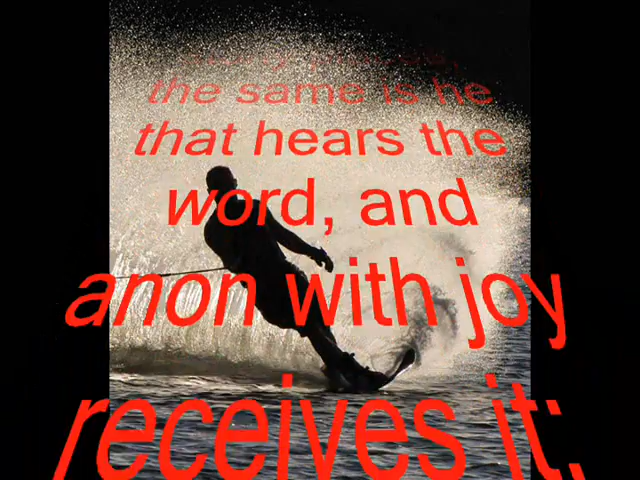 the same is he
that hears the
word, and
anon with joy
receives it;